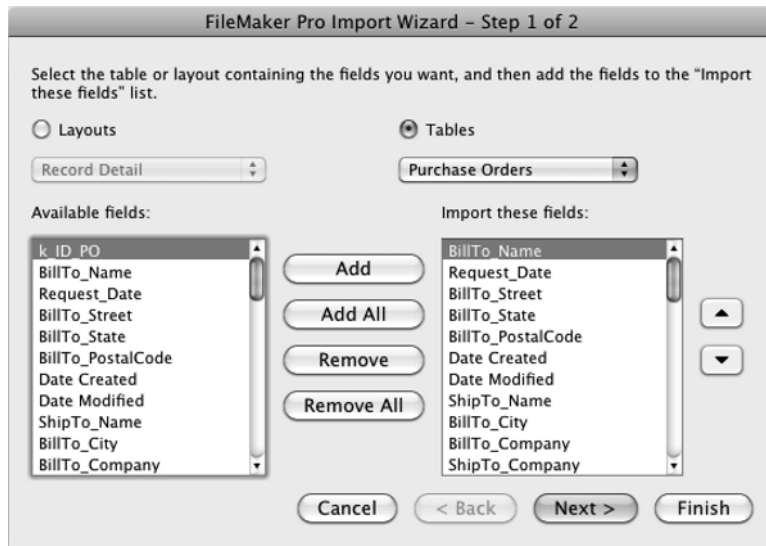 FileMaker Pro Import Wizard – Step 1 of 2
Select the table or layout containing the fields you want, and then add the fields to the “Import
these fields” list.
Layouts
Tables
Record Detail
Purchase Orders
Available fields:
Import these fields:
k_ID_PO
BillTo_Name
Request_Date
BillTo_Street
BillTo_State
BillTo_PostalCode
Date Created
Date Modified
ShipTo_Name
BillTo_City
BillTo_Company
Add
Add All
Remove
Remove All
BillTo_Name
Request_Date
BillTo_Street
BillTo_State
BillTo_PostalCode
Date Created
Date Modified
ShipTo_Name
BillTo_City
BillTo_Company
ShipTo_Company
Cancel
< Back
Next >
Finish